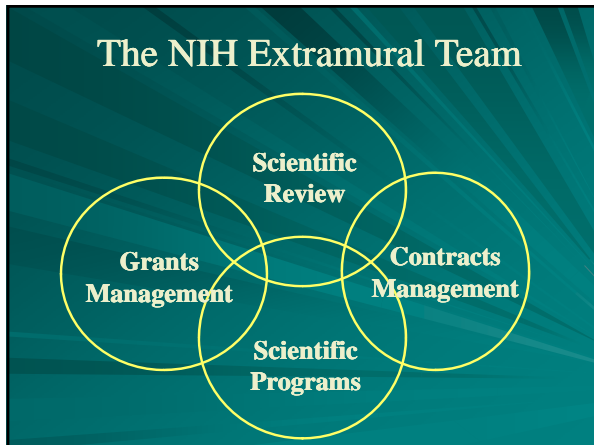 The NIH Extramural Team
Scientific
Review
Grants
Management
Contracts
Management
Scientific
Programs